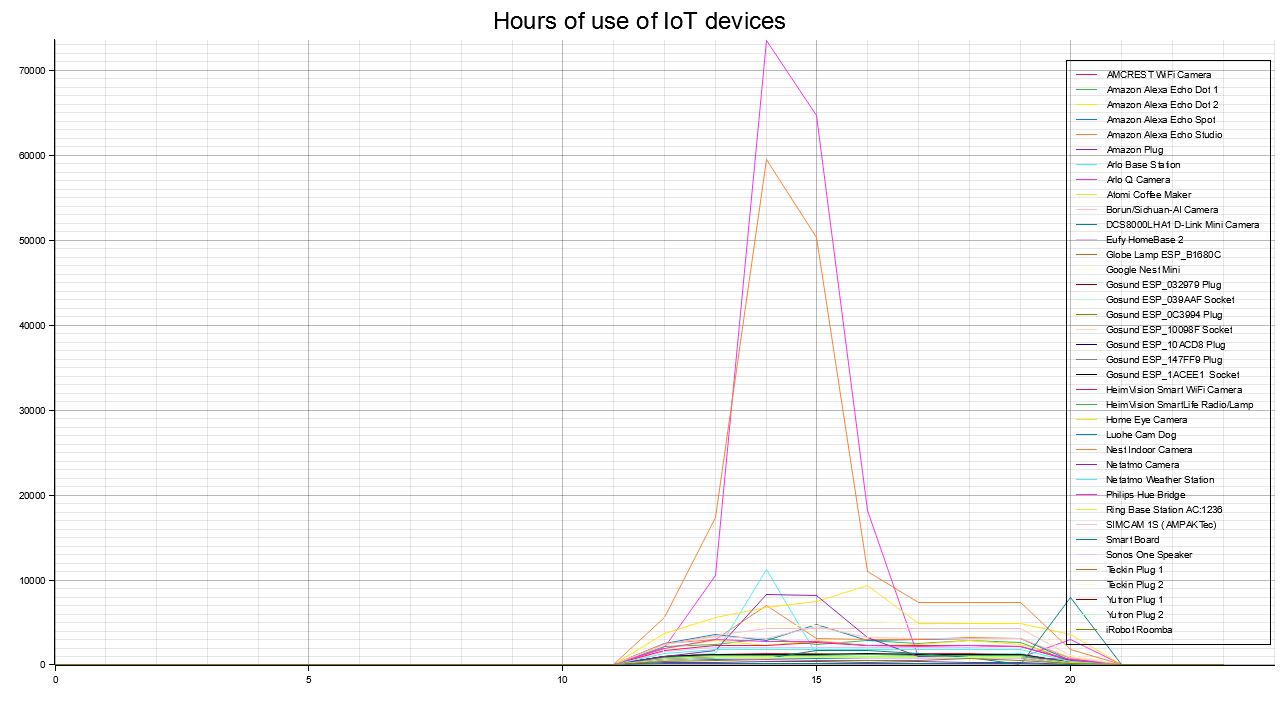 Hours of use of IoT devices
70000
60000
50000
40000
30000
20000
10000
0
0
5
10
15
20
AMCREST WiFi Camera
Amazon Alexa Echo Dot 1
Amazon Alexa Echo Dot 2
Amazon Alexa Echo Spot
Amazon Alexa Echo Studio
Amazon Plug
Arlo Base Station
Arlo Q Camera
Atomi Coffee Maker
Borun/Sichuan-AI Camera
DCS8000LHA1 D-Link Mini Camera
Eufy HomeBase 2
Globe Lamp ESP_B1680C
Google Nest Mini
Gosund ESP_032979 Plug
Gosund ESP_039AAF Socket
Gosund ESP_0C3994 Plug
Gosund ESP_10098F Socket
Gosund ESP_10ACD8 Plug
Gosund ESP_147FF9 Plug
Gosund ESP_1ACEE1 Socket
HeimVision Smart WiFi Camera
HeimVision SmartLife Radio/Lamp
Home Eye Camera
Luohe Cam Dog
Nest Indoor Camera
Netatmo Camera
Netatmo Weather Station
Philips Hue Bridge
Ring Base Station AC:1236
SIMCAM 1S (AMPAKTec)
Smart Board
Sonos One Speaker
Teckin Plug 1
Teckin Plug 2
Yutron Plug 1
Yutron Plug 2
iRobot Roomba